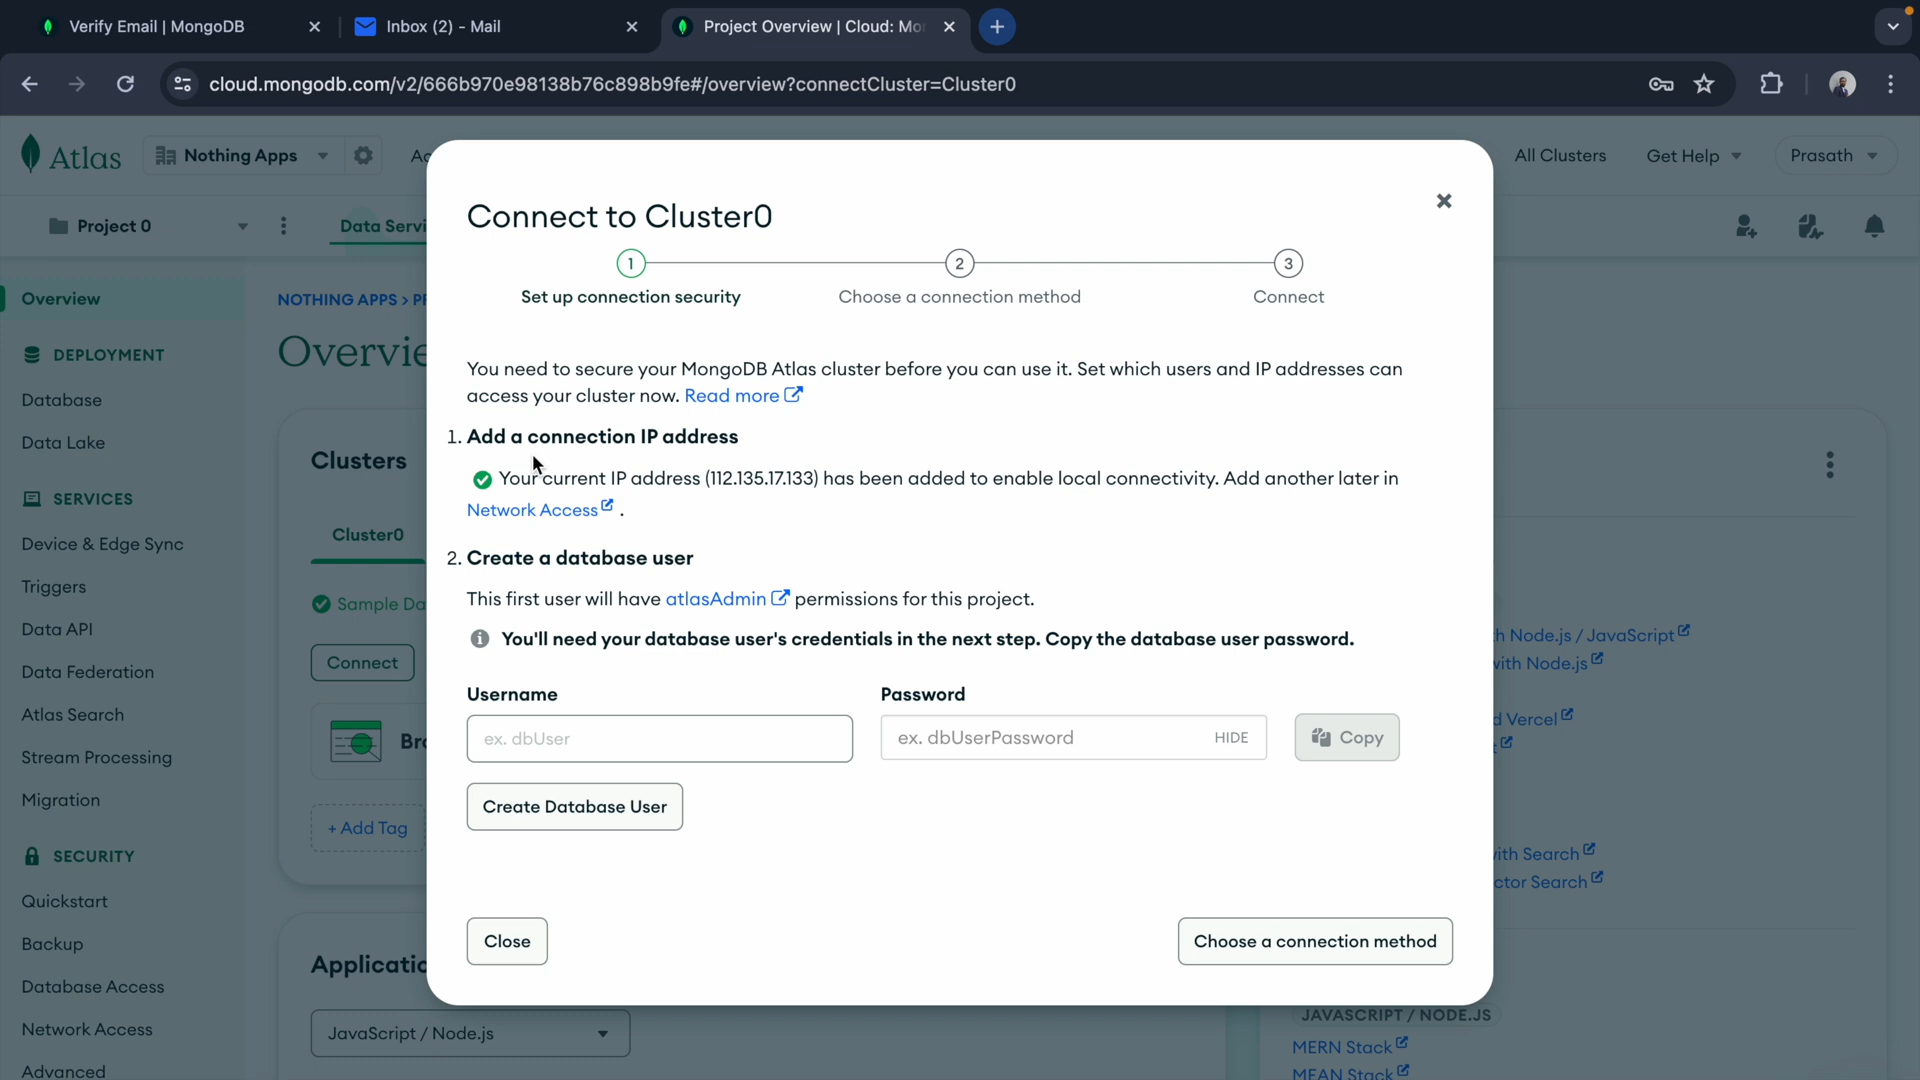 Verify Email | MongoDB
Inbox (2) - Mail
Project Overview | Cloud: Mo
cloud.mongodb.com/v2/666b970e98138b76c898b9fe#/overview?connectCluster=Cluster0
Atlas
Nothing Apps
All Clusters
Get Help
Prasath
Project 0
Data Servi
Overview
DEPLOYMENT
Database
Data Lake
SERVICES
Device & Edge Sync
Triggers
Data API
Data Federation
Atlas Search
Stream Processing
Migration
SECURITY
Quickstart
Backup
Database Access
Network Access
Advanced
NOTHING APPS > PR
Overvie
Clusters
Cluster0
Sample Da
Connect
Bro
+ Add Tag
Applicatio
JavaScript / Node.js
Connect to Cluster0
1
2
3
Set up connection security
Choose a connection method
Connect
You need to secure your MongoDB Atlas cluster before you can use it. Set which users and IP addresses can
access your cluster now. Read more
1. Add a connection IP address
Your current IP address (112.135.17.133) has been added to enable local connectivity. Add another later in
Network Access .
2. Create a database user
This first user will have atlasAdmin permissions for this project.
You'll need your database user's credentials in the next step. Copy the database user password.
Username
Password
ex. dbUser
ex. dbUserPassword
HIDE
Copy
Create Database User
Close
Choose a connection method
h Node.js / JavaScript
with Node.js
d Vercel
with Search
ctor Search
JAVASCRIPT / NODE.JS
MERN Stack
MEAN Stack